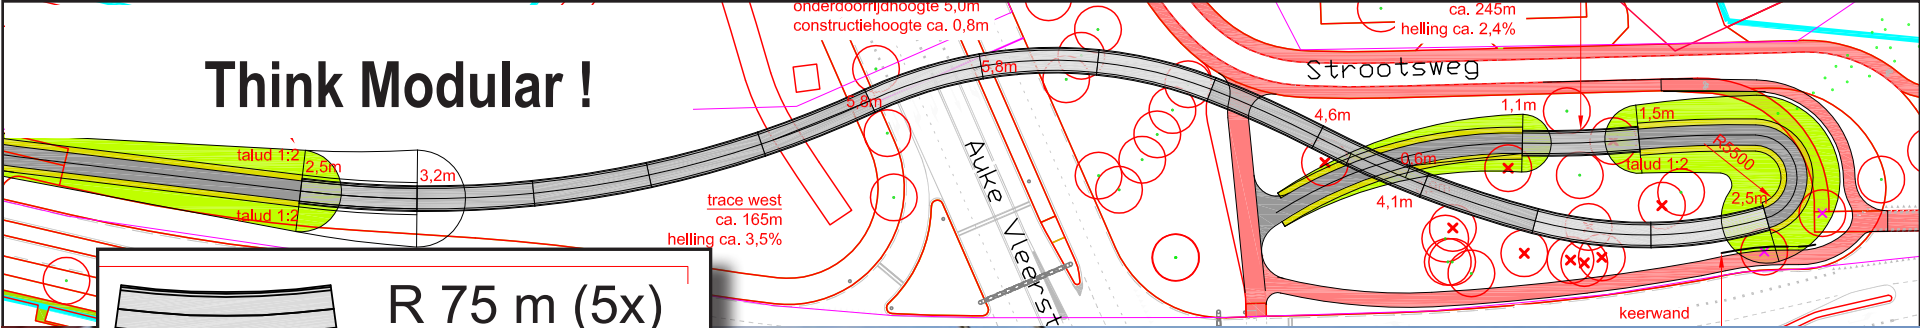 onderdoorrijdhoogte 5,0m
constructiehoogte ca. 0,8m
ca. 245m
helling ca. 2,4%
Think Modular !
Strootsweg
5,8m
5,8m
4,6m
1,1m
1,5m
talud 1:2
2,5m
3,2m
0,6m
R5500
talud 1:2
talud 1:2
4,1m
2,5m
trace west
ca. 165m
helling ca. 3,5%
Auke Vleerst
R 75 m (5x)
keerwand